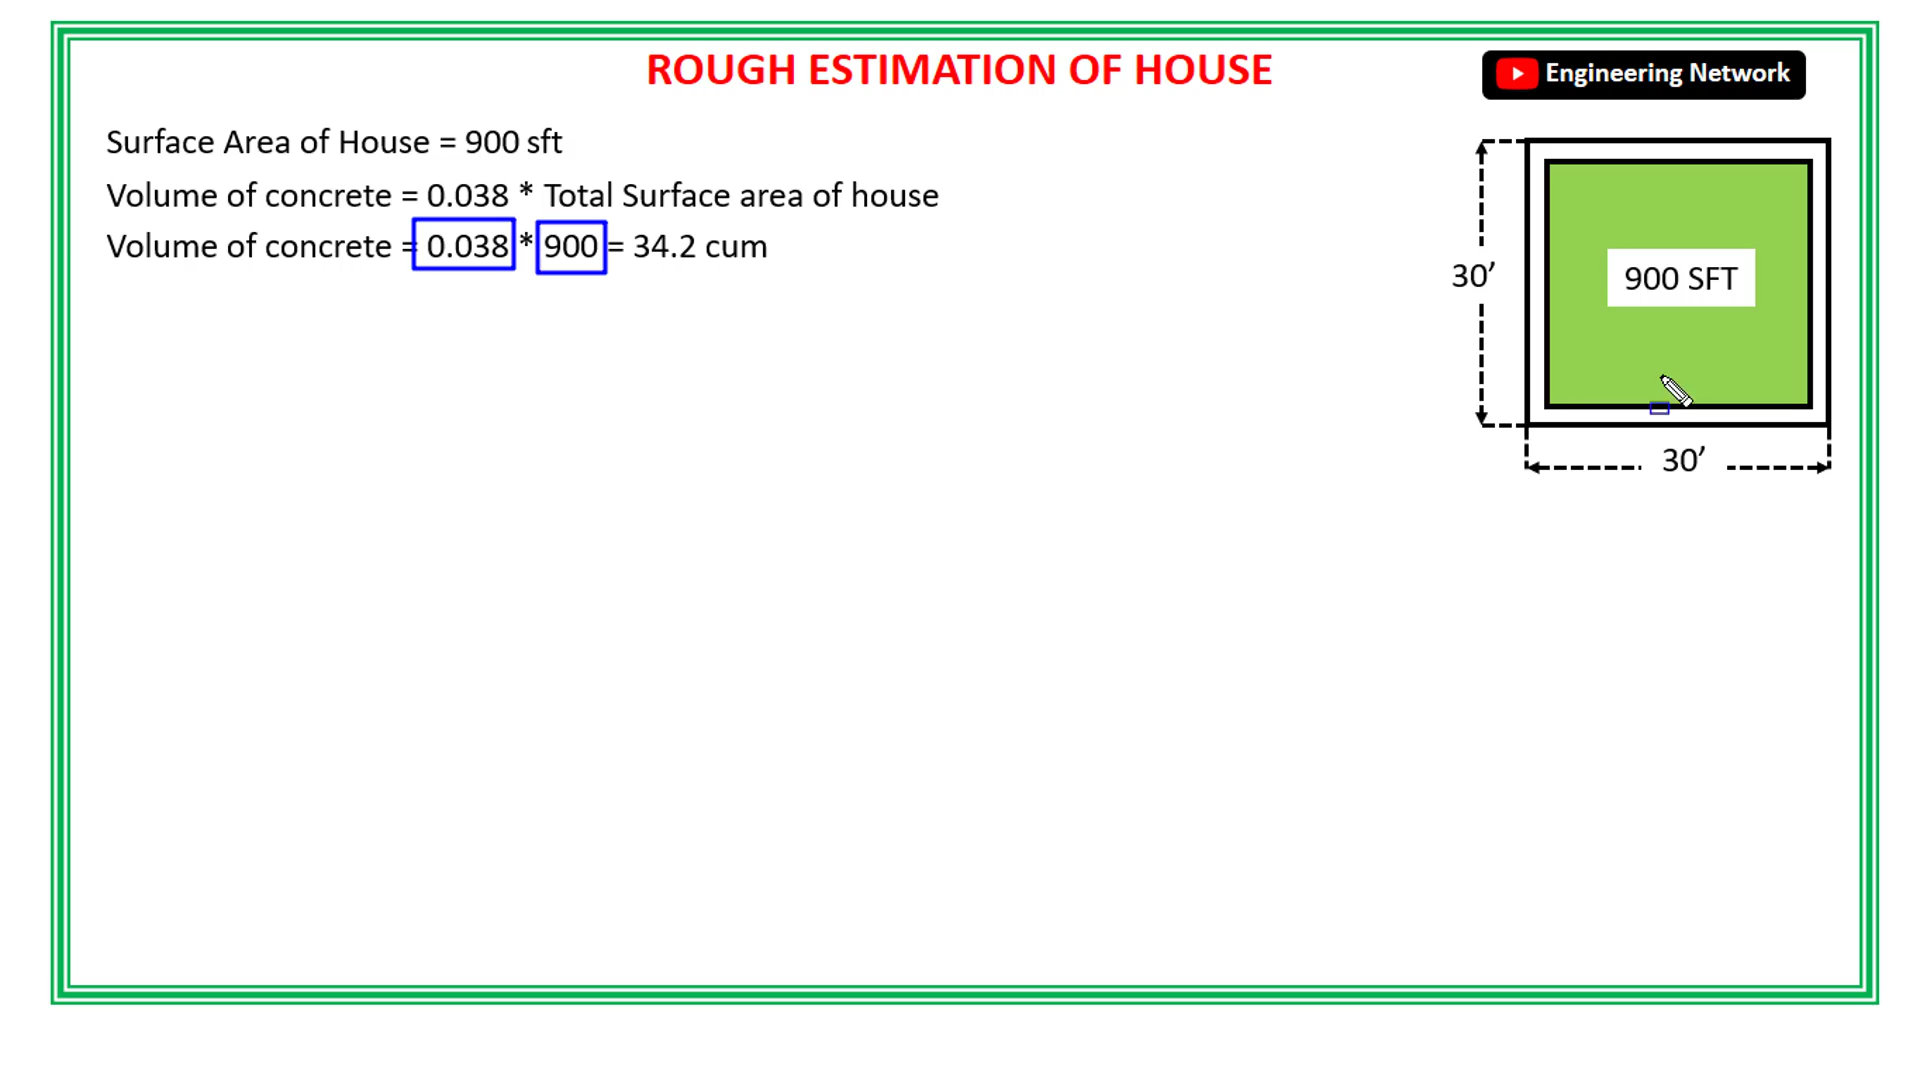 ROUGH ESTIMATION OF HOUSE
Engineering Network
Surface Area of House = 900 sft
Volume of concrete = 0.038 * Total Surface area of house
Volume of concrete = 0.038 * 900 = 34.2 cum
30’
900 SFT
30’